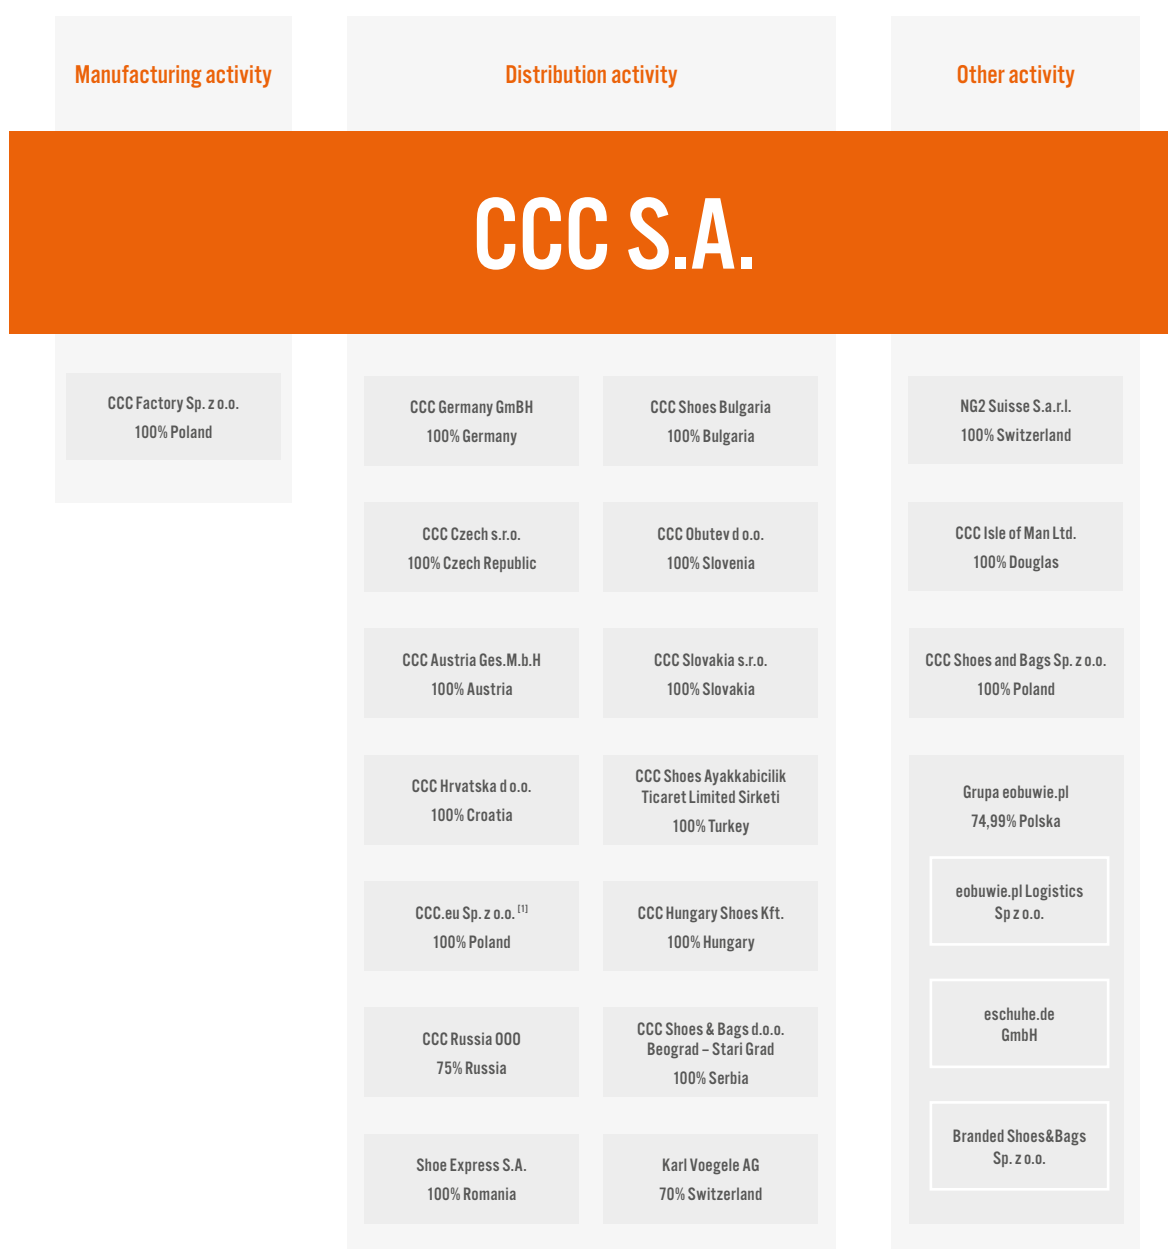 Manufacturing activity
Distribution activity
Other activity
CCC S.A.
CCC Factory Sp. z o.o.
100% Poland
CCC Germany GmBH
100% Germany
CCC Shoes Bulgaria
100% Bulgaria
NG2 Suisse S.a.r.l.
100% Switzerland
CCC Czech s.r.o.
100% Czech Republic
CCC Obutev d o.o.
100% Slovenia
CCC Isle of Man Ltd.
100% Douglas
CCC Austria Ges.M.b.H
100% Austria
CCC Slovakia s.r.o.
100% Slovakia
CCC Shoes and Bags Sp. z o.o.
100% Poland
CCC Hrvatska d o.o.
100% Croatia
CCC Shoes Ayakkabicilik
Ticaret Limited Sirketi
100% Turkey
Grupa eobuwie.pl
74,99% Polska
CCC.eu Sp. z o.o. [1]
100% Poland
CCC Hungary Shoes Kft.
100% Hungary
eobuwie.pl Logistics
Sp z o.o.
CCC Russia OOO
75% Russia
CCC Shoes & Bags d.o.o.
Beograd – Stari Grad
100% Serbia
eschuhe.de
GmbH
Shoe Express S.A.
100% Romania
Karl Voegele AG
70% Switzerland
Branded Shoes&Bags
Sp. z o.o.